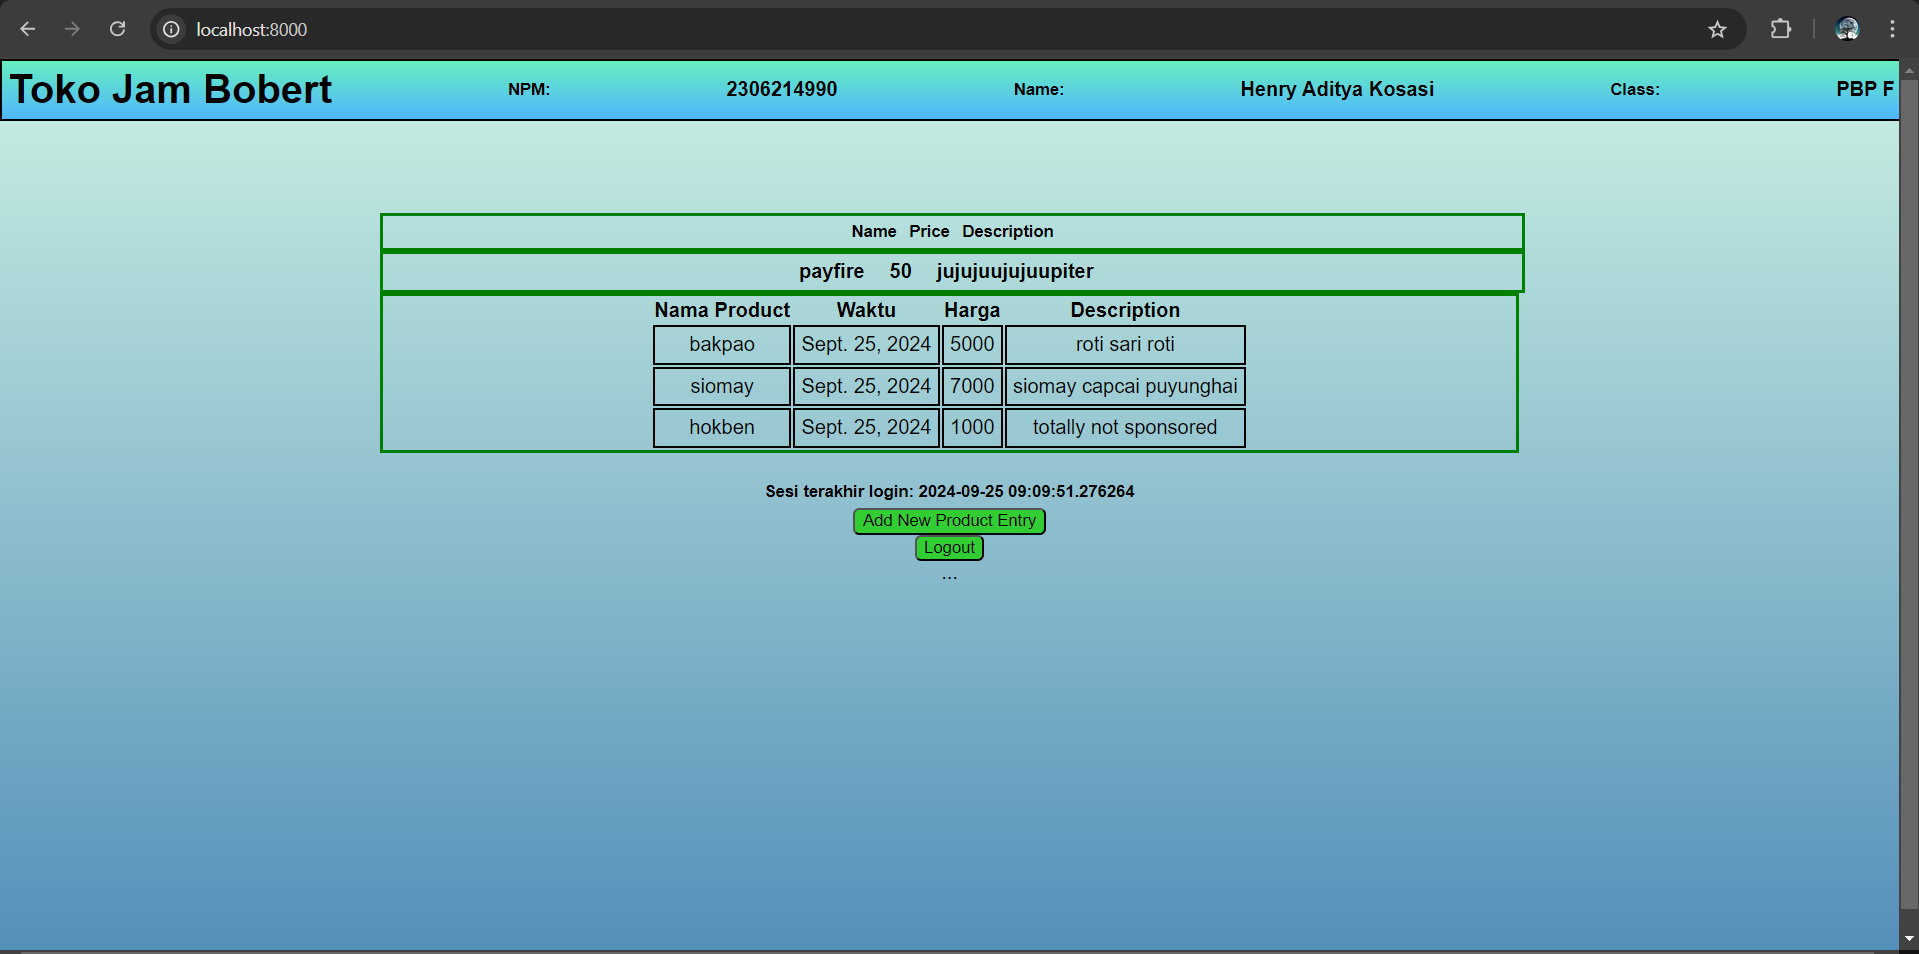 localhost:8000
Toko Jam Bobert NPM: 2306214990 Name: Henry Aditya Kosasi Class: PBP F
Name Price Description
payfire 50 jujujuujujuupiter
Nama Product Waktu Harga Description
bakpao Sept. 25, 2024 5000 roti sari roti
siomay Sept. 25, 2024 7000 siomay capcai puyunghai
hokben Sept. 25, 2024 1000 totally not sponsored
Sesi terakhir login: 2024-09-25 09:09:51.276264
Add New Product Entry
Logout
...